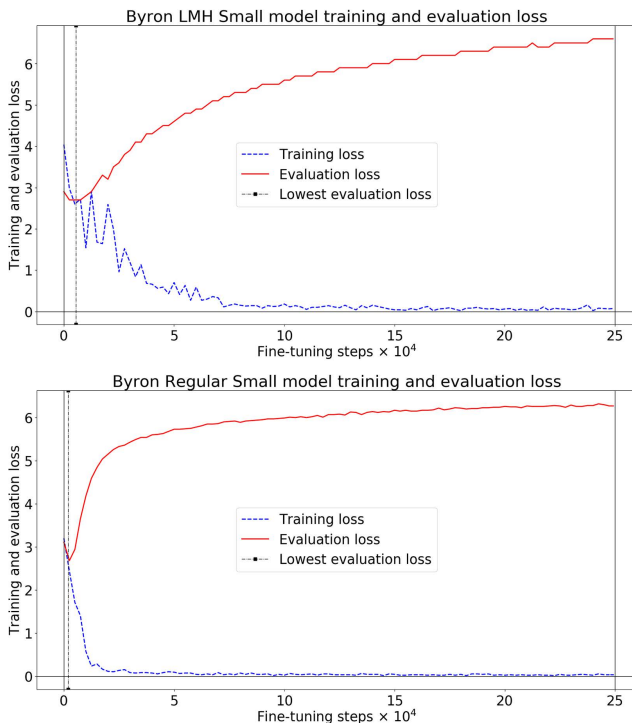 Byron LMH Small model training and evaluation loss
Training and evaluation loss
6
5
4
3
2
1
0
Training loss
Evaluation loss
Lowest evaluation loss
0 5 10 15 20 25
Fine-tuning steps × 10⁴
Byron Regular Small model training and evaluation loss
Training and evaluation loss
6
5
4
3
2
1
0
Training loss
Evaluation loss
Lowest evaluation loss
0 5 10 15 20 25
Fine-tuning steps × 10⁴